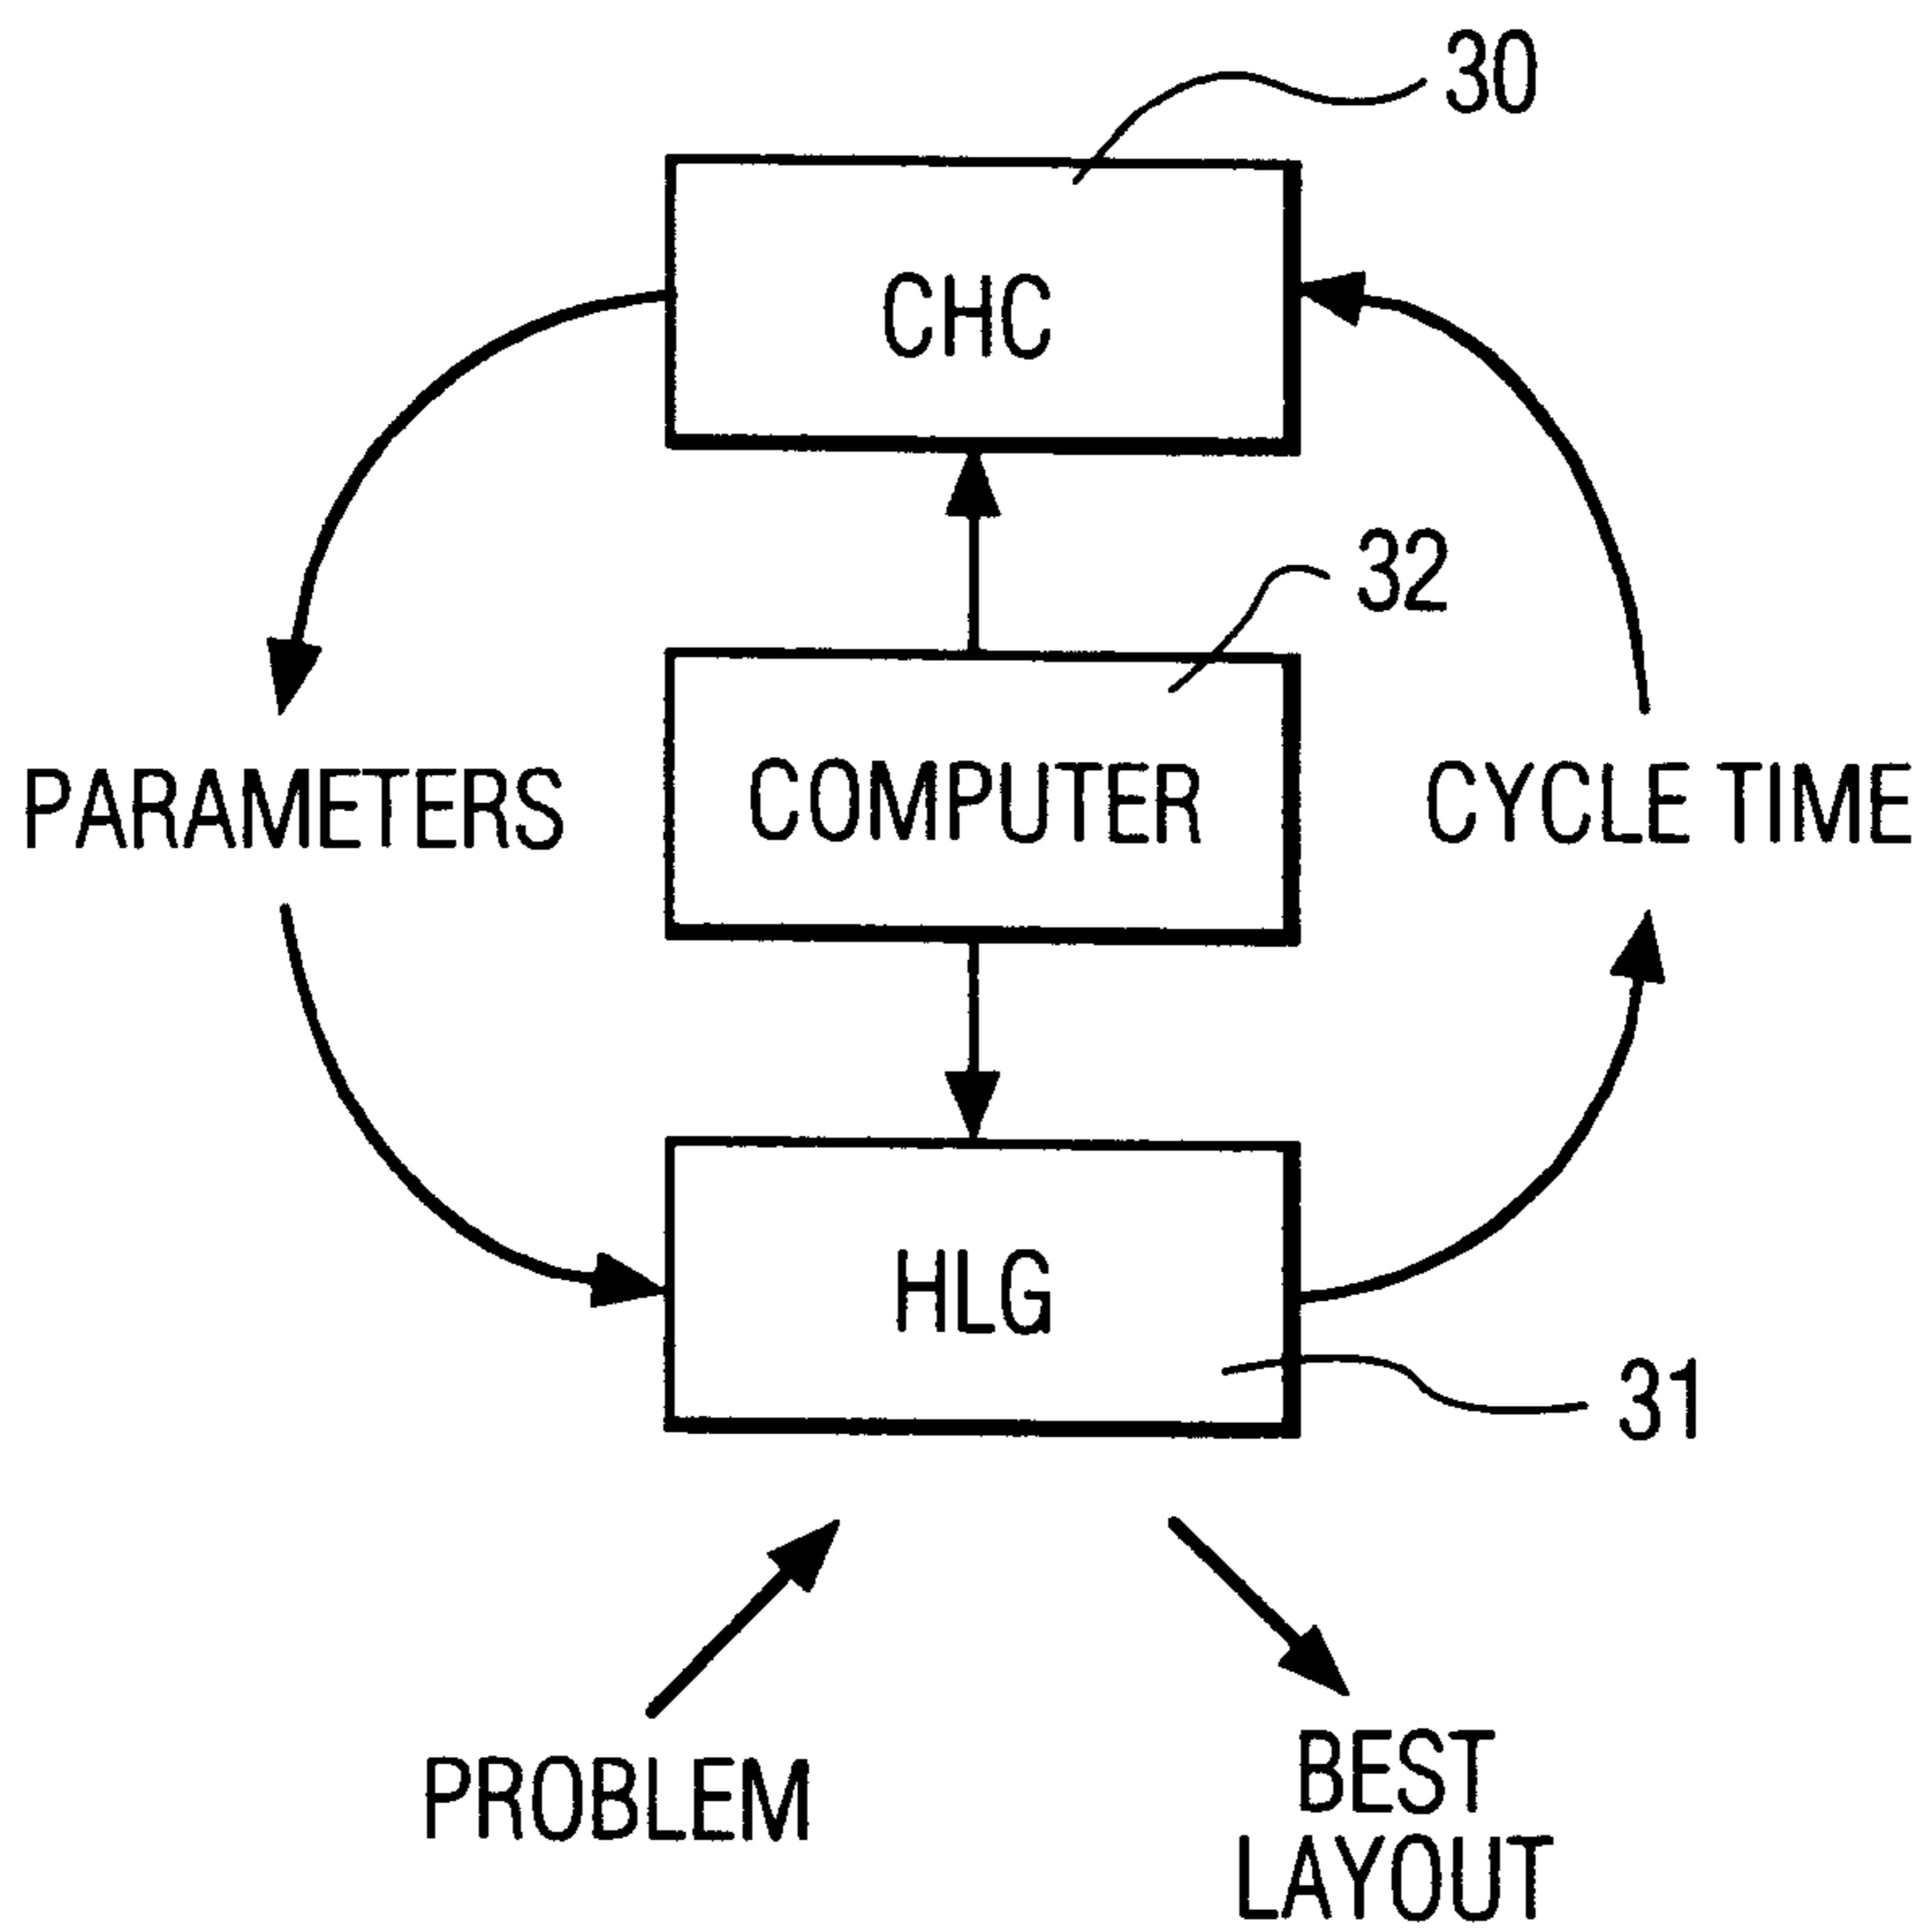 30
CHC
32
PARAMETERS
COMPUTER
CYCLE TIME
HLG
31
PROBLEM
BEST
LAYOUT